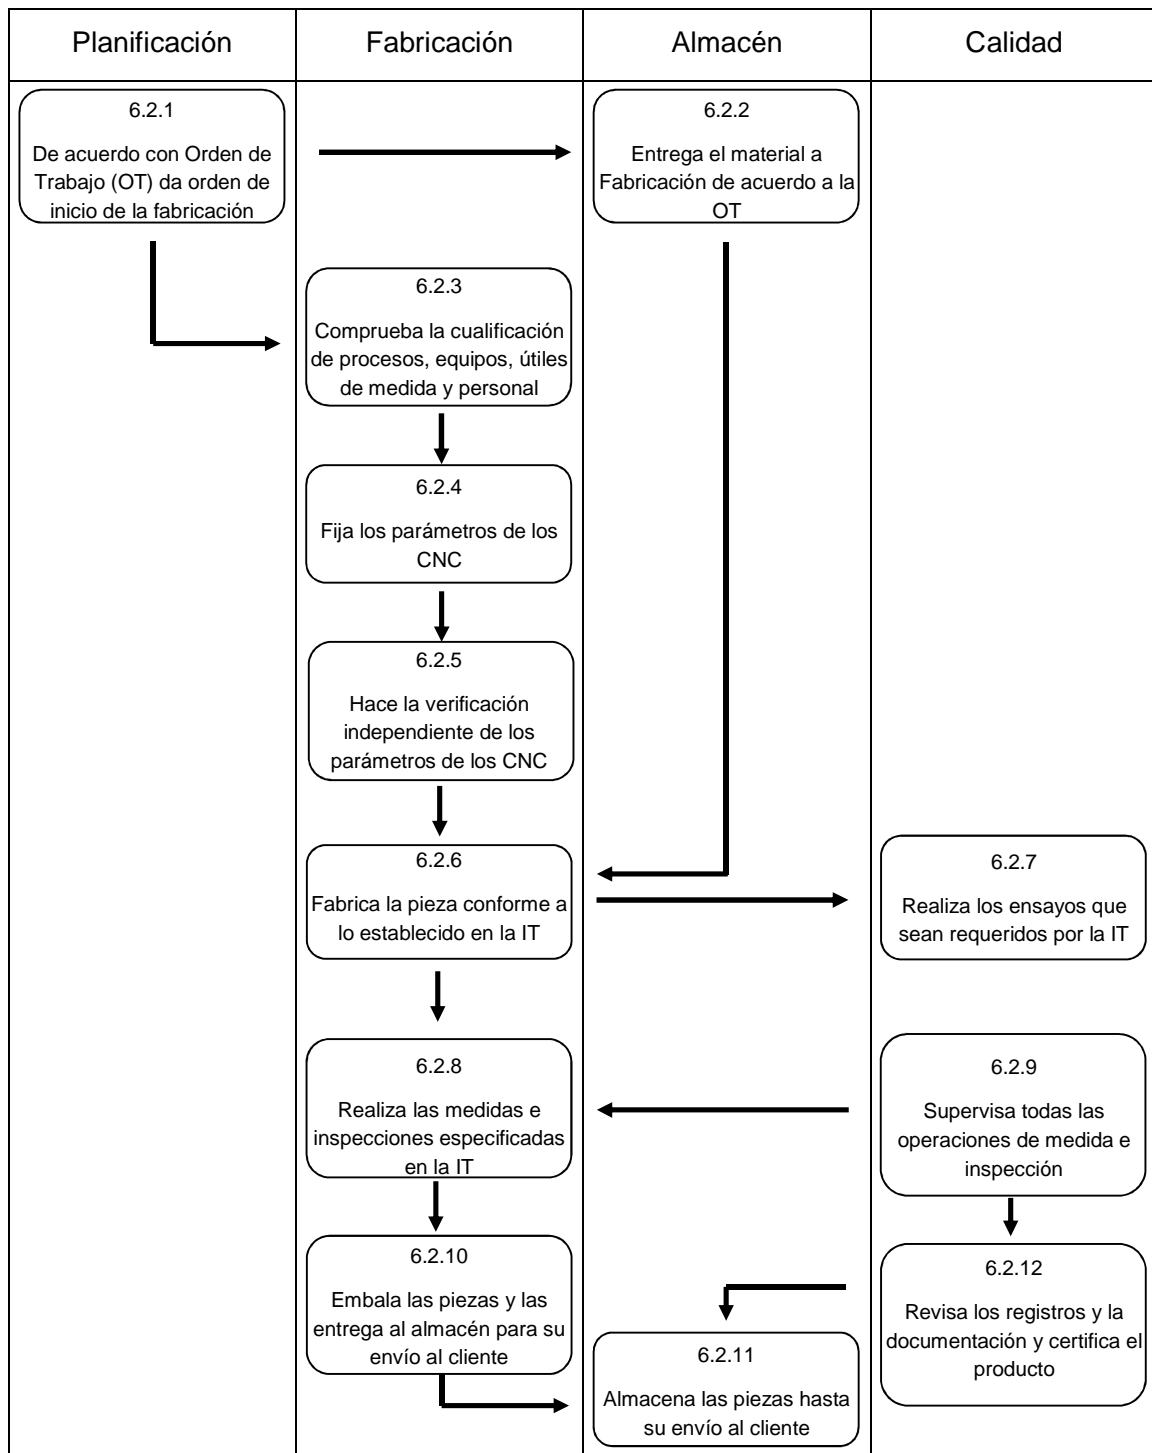 Planificación
Fabricación
Almacén
Calidad
6.2.1
De acuerdo con Orden de
Trabajo (OT) da orden de
inicio de la fabricación
6.2.2
Entrega el material a
Fabricación de acuerdo a la
OT
6.2.3
Comprueba la cualificación
de procesos, equipos, útiles
de medida y personal
6.2.4
Fija los parámetros de los
CNC
6.2.5
Hace la verificación
independiente de los
parámetros de los CNC
6.2.6
Fabrica la pieza conforme a
lo establecido en la IT
6.2.7
Realiza los ensayos que
sean requeridos por la IT
6.2.8
Realiza las medidas e
inspecciones especificadas
en la IT
6.2.9
Supervisa todas las
operaciones de medida e
inspección
6.2.10
Embala las piezas y las
entrega al almacén para su
envío al cliente
6.2.11
Almacena las piezas hasta
su envío al cliente
6.2.12
Revisa los registros y la
documentación y certifica el
producto